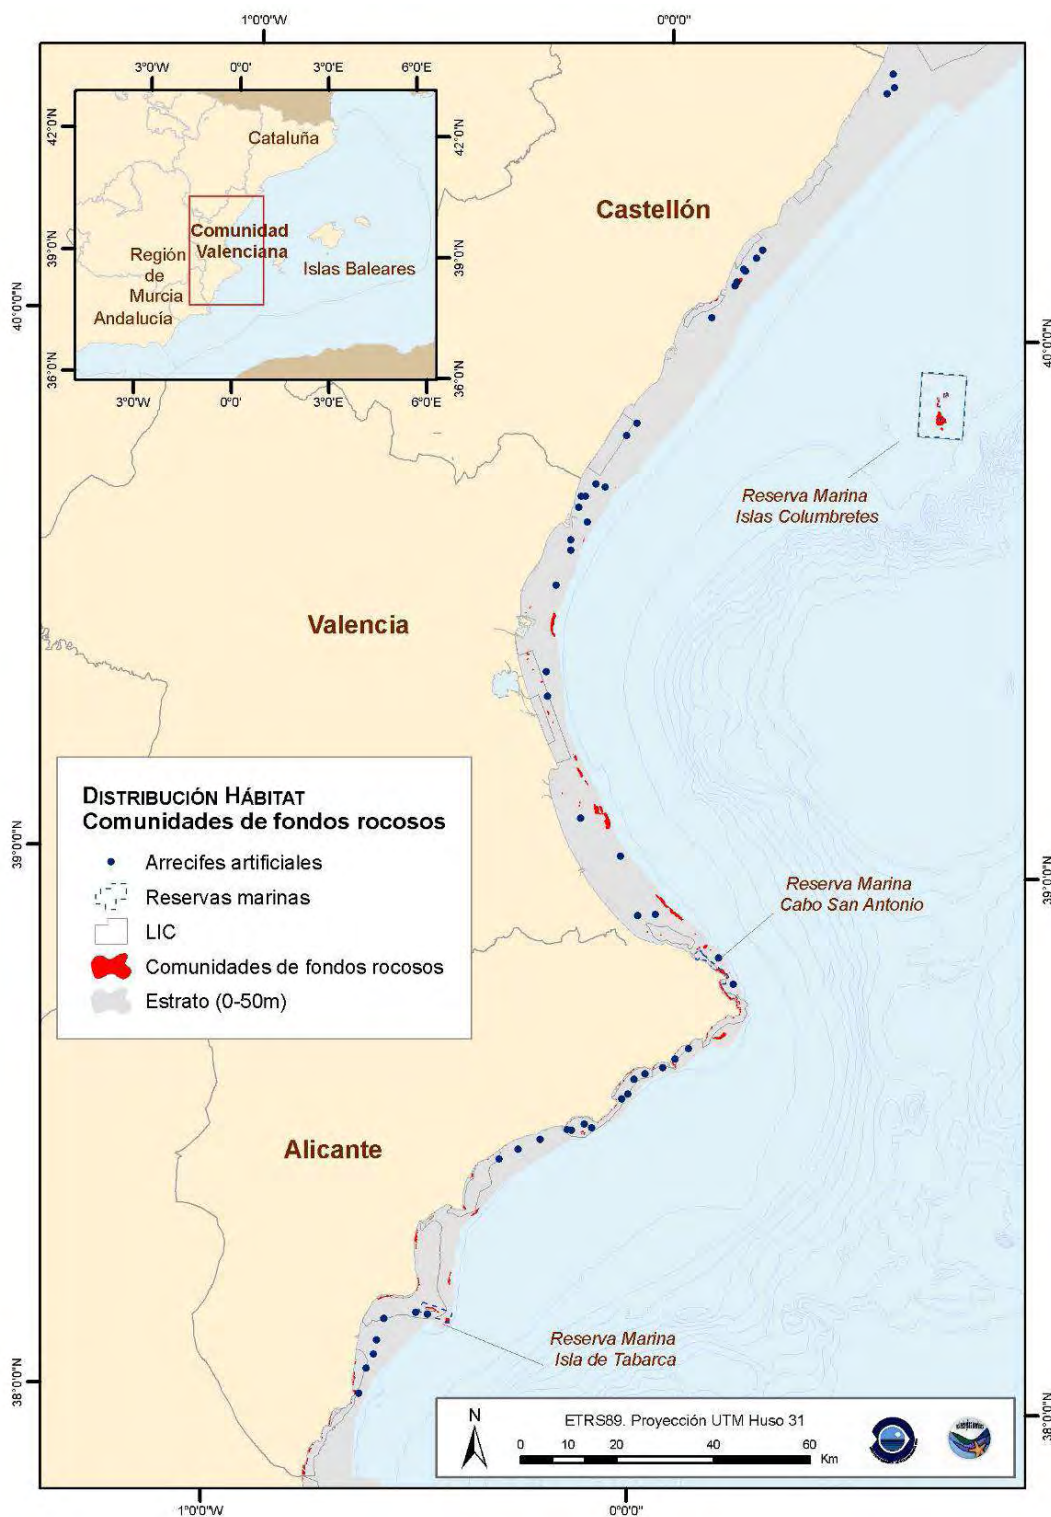 1°0'0"W
0°0'0"
3°0'W
0°0'
3°0'E
6°0'E
42°0'N
42°0'N
Cataluña
39°0'N
39°0'N
Comunidad
Valenciana
Región
de
Murcia
Islas Baleares
Andalucía
36°0'N
36°0'N
3°0'W
0°0'
3°0'E
6°0'E
Castellón
40°0'0"N
40°0'0"N
Reserva Marina
Islas Columbretes
Valencia
DISTRIBUCIÓN HÁBITAT
Comunidades de fondos rocosos
Arrecifes artificiales
Reservas marinas
LIC
Comunidades de fondos rocosos
Estrato (0-50m)
39°0'0"N
39°0'0"N
Reserva Marina
Cabo San Antonio
Alicante
Reserva Marina
Isla de Tabarca
38°0'0"N
38°0'0"N
N
ETRS89. Proyección UTM Huso 31
0 10 20 40 60
Km
1°0'0"W
0°0'0"